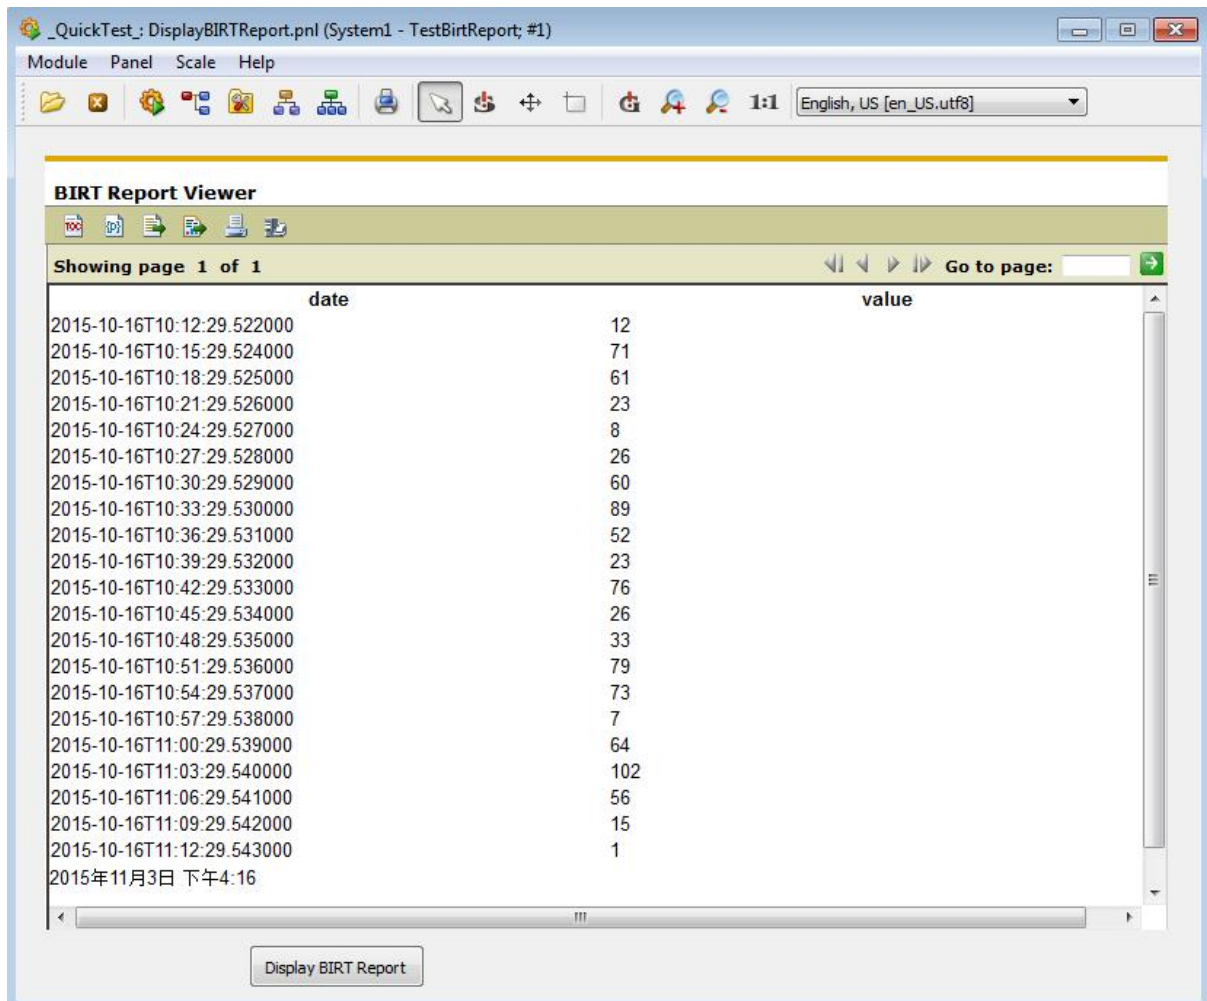 _QuickTest_: DisplayBIRTReport.pnl (System1 - TestBirtReport; #1)
Module Panel Scale Help
1:1 English, US [en_US.utf8]
BIRT Report Viewer
TOC
Showing page 1 of 1 Go to page:
date value
2015-10-16T10:12:29.522000 12
2015-10-16T10:15:29.524000 71
2015-10-16T10:18:29.525000 61
2015-10-16T10:21:29.526000 23
2015-10-16T10:24:29.527000 8
2015-10-16T10:27:29.528000 26
2015-10-16T10:30:29.529000 60
2015-10-16T10:33:29.530000 89
2015-10-16T10:36:29.531000 52
2015-10-16T10:39:29.532000 23
2015-10-16T10:42:29.533000 76
2015-10-16T10:45:29.534000 26
2015-10-16T10:48:29.535000 33
2015-10-16T10:51:29.536000 79
2015-10-16T10:54:29.537000 73
2015-10-16T10:57:29.538000 7
2015-10-16T11:00:29.539000 64
2015-10-16T11:03:29.540000 102
2015-10-16T11:06:29.541000 56
2015-10-16T11:09:29.542000 15
2015-10-16T11:12:29.543000 1
2015年11月3日 下午4:16
Display BIRT Report